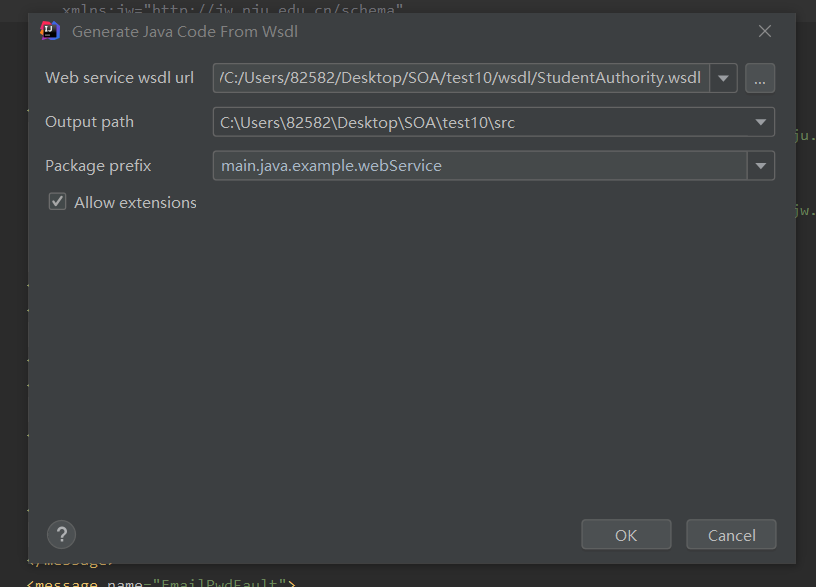 xmlns:jw="http://jw.nju.edu.cn/schema"
Generate Java Code From Wsdl
Web service wsdl url /C:/Users/82582/Desktop/SOA/test10/wsdl/StudentAuthority.wsdl ...
Output path C:\Users\82582\Desktop\SOA\test10\src
ju.
Package prefix main.java.example.webService
Allow extensions
jw.
? OK Cancel
</message>
<message name="EmailPwdFault">